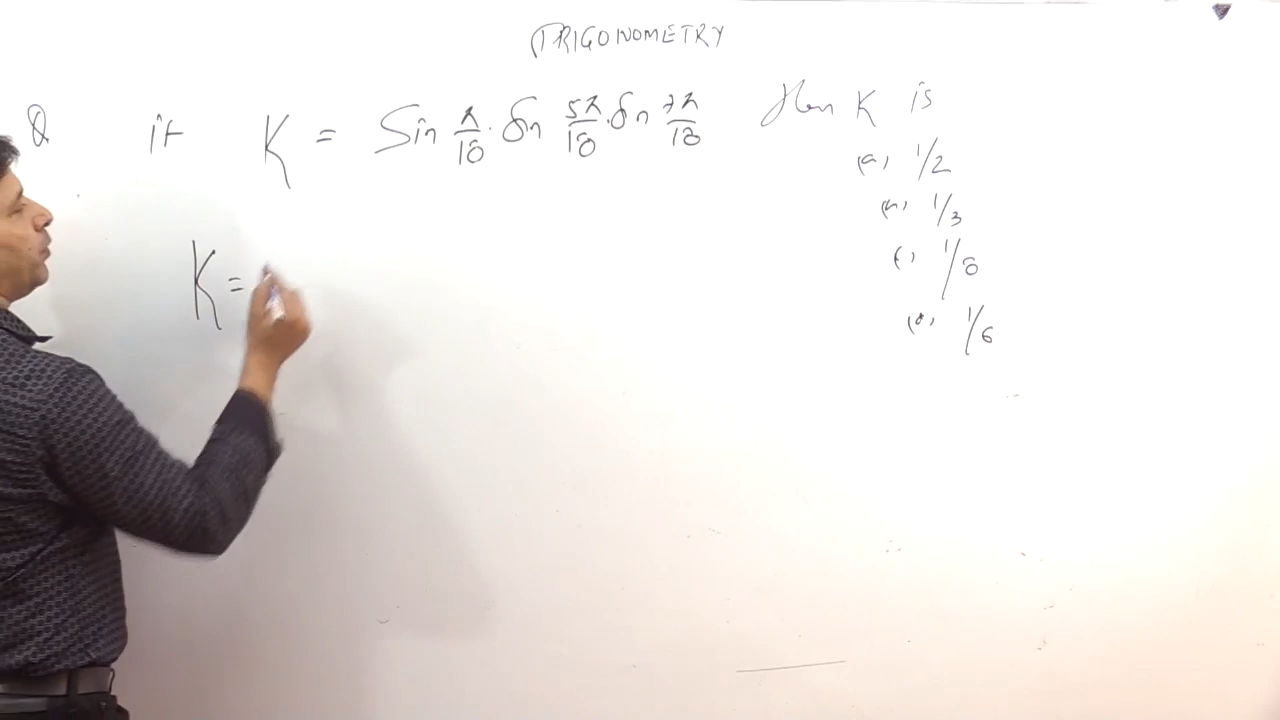 TRIGONOMETRY
Q if K = Sin π/18 . Sin 5π/18 . Sin 7π/18 then K is
(a) 1/2
(b) 1/3
(c) 1/8
(d) 1/6
K =